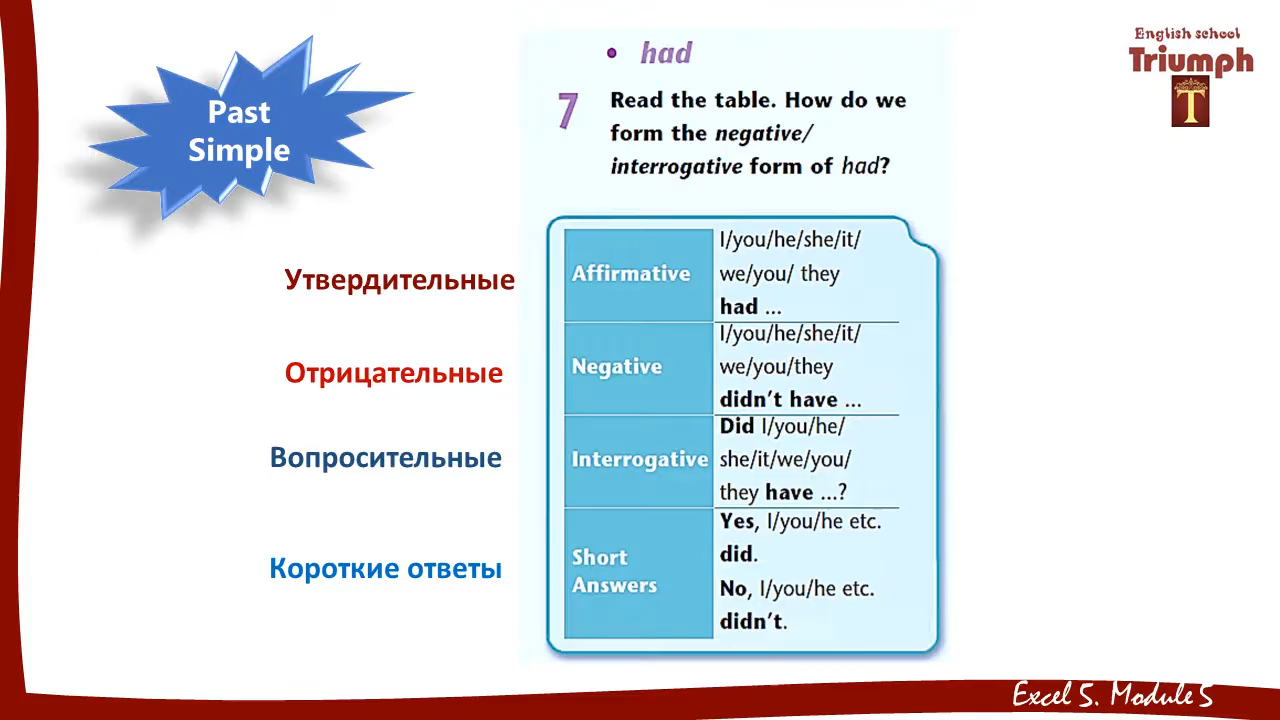 Past
Simple
• had
7 Read the table. How do we
form the negative/
interrogative form of had?
English school
Triumph
T
Утвердительные
Affirmative
I/you/he/she/it/
we/you/ they
had ...
Отрицательные
Negative
I/you/he/she/it/
we/you/they
didn't have ...
Вопросительные
Interrogative
Did I/you/he/
she/it/we/you/
they have ...?
Короткие ответы
Short
Answers
Yes, I/you/he etc.
did.
No, I/you/he etc.
didn't.
Excel 5. Module 5